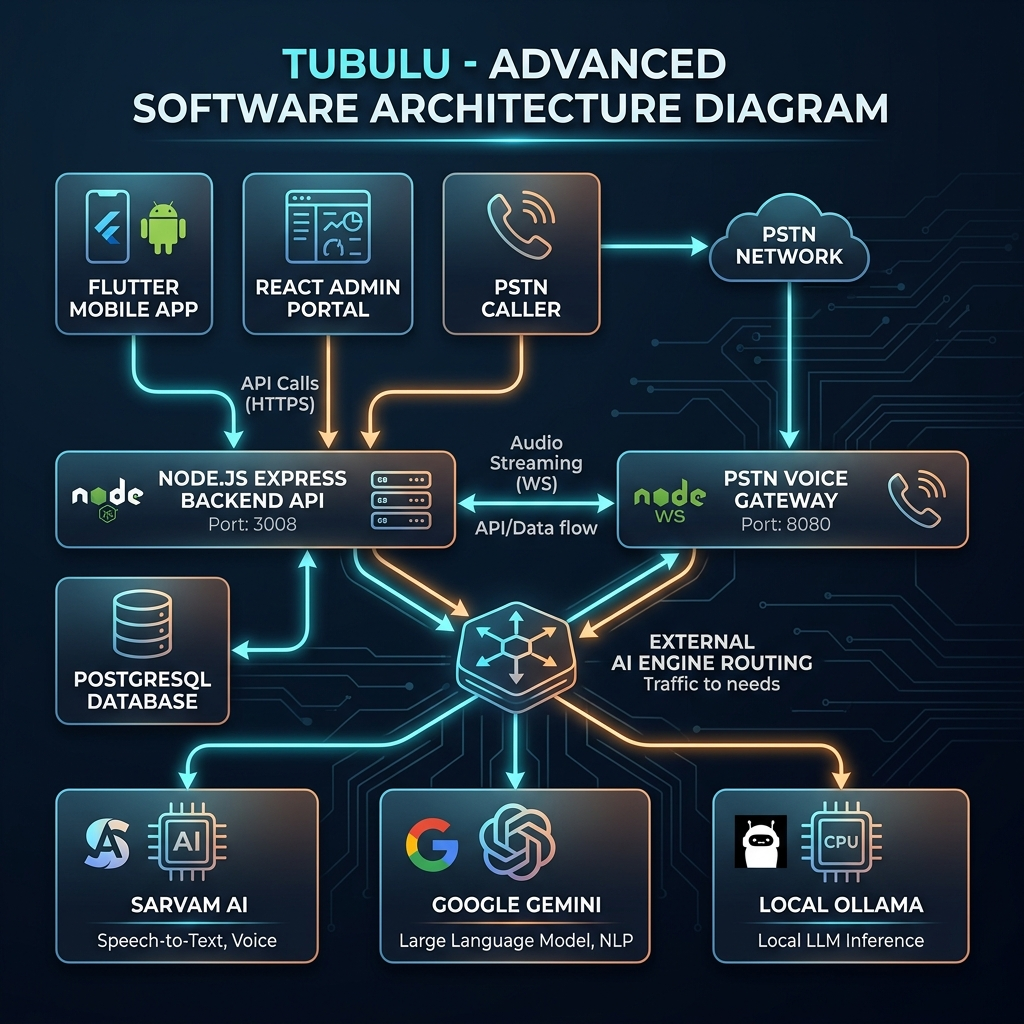 TUBULU - ADVANCED
SOFTWARE ARCHITECTURE DIAGRAM
FLUTTER
MOBILE APP
REACT ADMIN
PORTAL
PSTN
CALLER
PSTN
NETWORK
API Calls
(HTTPS)
node
NODE.JS EXPRESS
BACKEND API
Port: 3008
Audio
Streaming
(WS)
API/Data flow
node
WS
PSTN VOICE
GATEWAY
Port: 8080
POSTGRESQL
DATABASE
EXTERNAL
AI ENGINE ROUTING
Traffic to needs
AI
SARVAM AI
Speech-to-Text, Voice
G
GOOGLE GEMINI
Large Language Model, NLP
CPU
LOCAL OLLAMA
Local LLM Inference